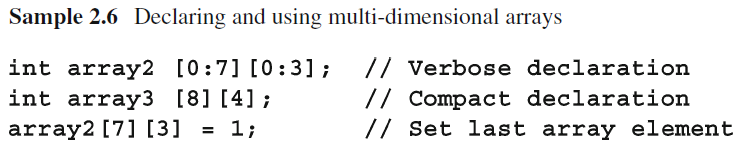 Sample 2.6 Declaring and using multi-dimensional arrays
int array2 [0:7][0:3]; // Verbose declaration
int array3 [8][4]; // Compact declaration
array2[7][3] = 1; // Set last array element